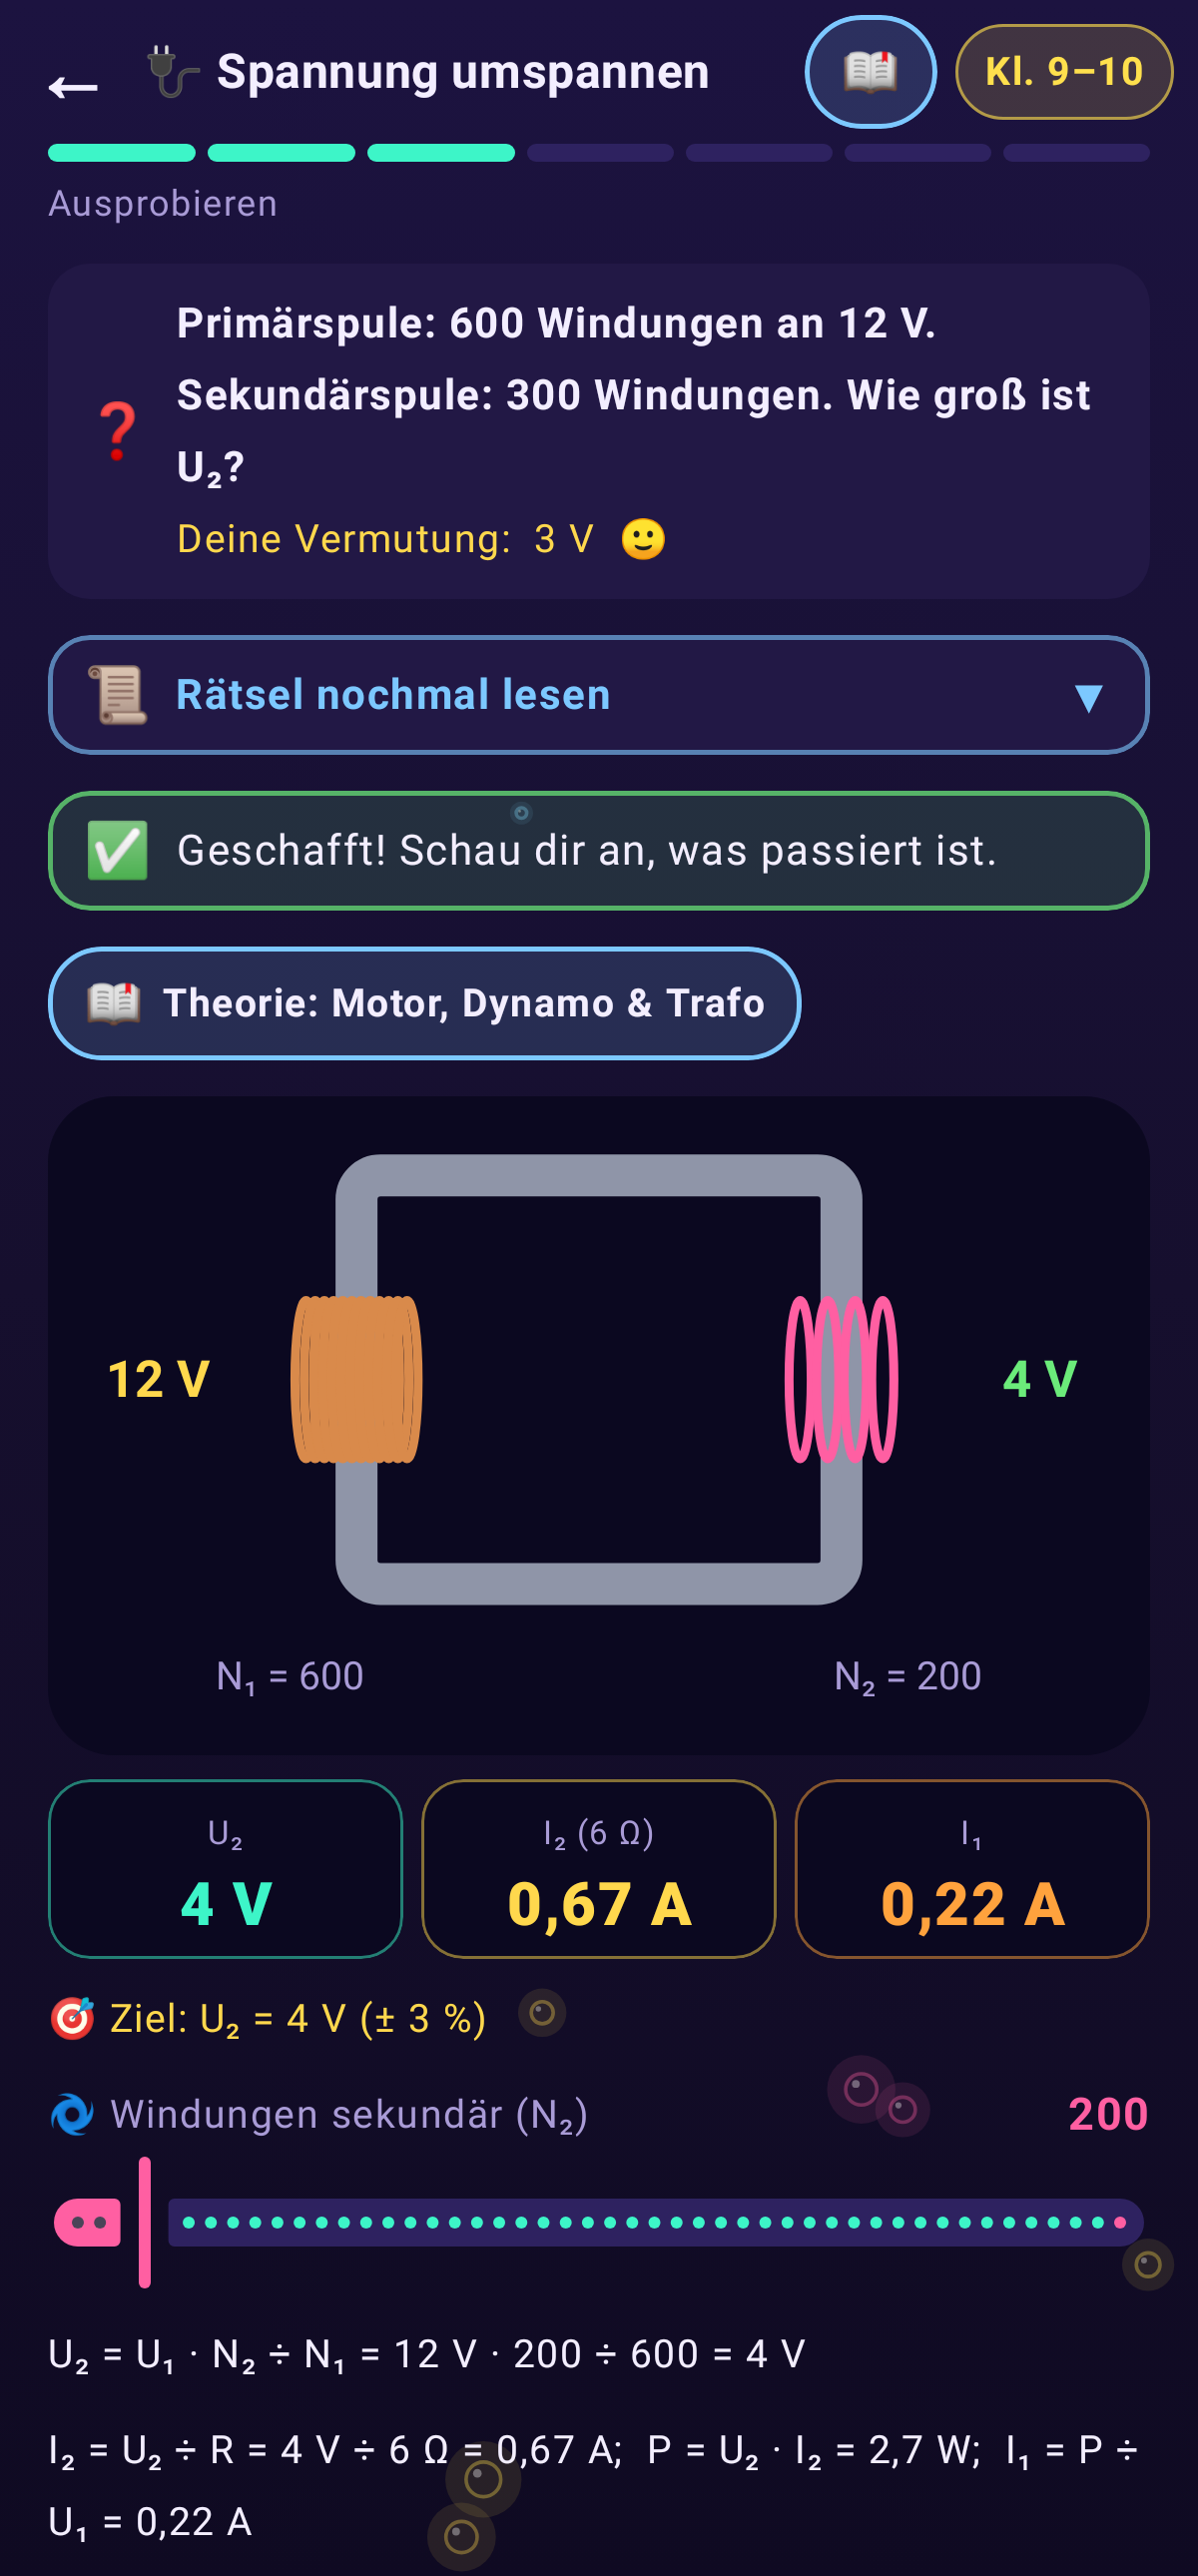 ← Spannung umspannen Kl. 9–10
Ausprobieren
Primärspule: 600 Windungen an 12 V.
Sekundärspule: 300 Windungen. Wie groß ist
U₂?
Deine Vermutung: 3 V 🙂
Rätsel nochmal lesen ▼
Geschafft! Schau dir an, was passiert ist.
Theorie: Motor, Dynamo & Trafo
12 V 4 V
N₁ = 600 N₂ = 200
U₂ I₂ (6 Ω) I₁
4 V 0,67 A 0,22 A
Ziel: U₂ = 4 V (± 3 %)
Windungen sekundär (N₂) 200
U₂ = U₁ · N₂ ÷ N₁ = 12 V · 200 ÷ 600 = 4 V
I₂ = U₂ ÷ R = 4 V ÷ 6 Ω = 0,67 A; P = U₂ · I₂ = 2,7 W; I₁ = P ÷
U₁ = 0,22 A